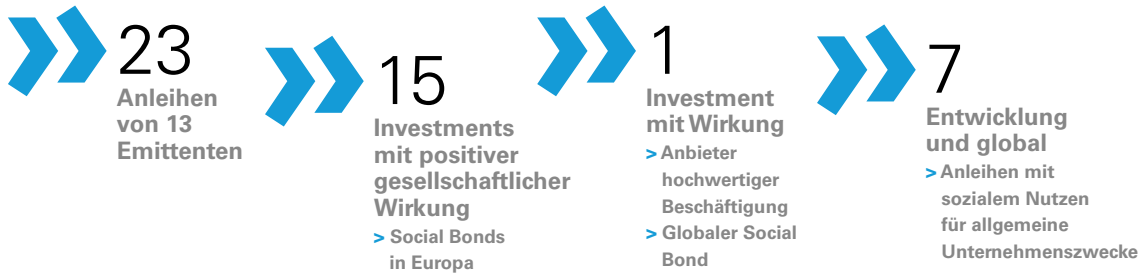 23
Anleihen
von 13
Emittenten
15
Investments
mit positiver
gesellschaftlicher
Wirkung
> Social Bonds
in Europa
1
Investment
mit Wirkung
> Anbieter
hochwertiger
Beschäftigung
> Globaler Social
Bond
7
Entwicklung
und global
> Anleihen mit
sozialem Nutzen
für allgemeine
Unternehmenszwecke